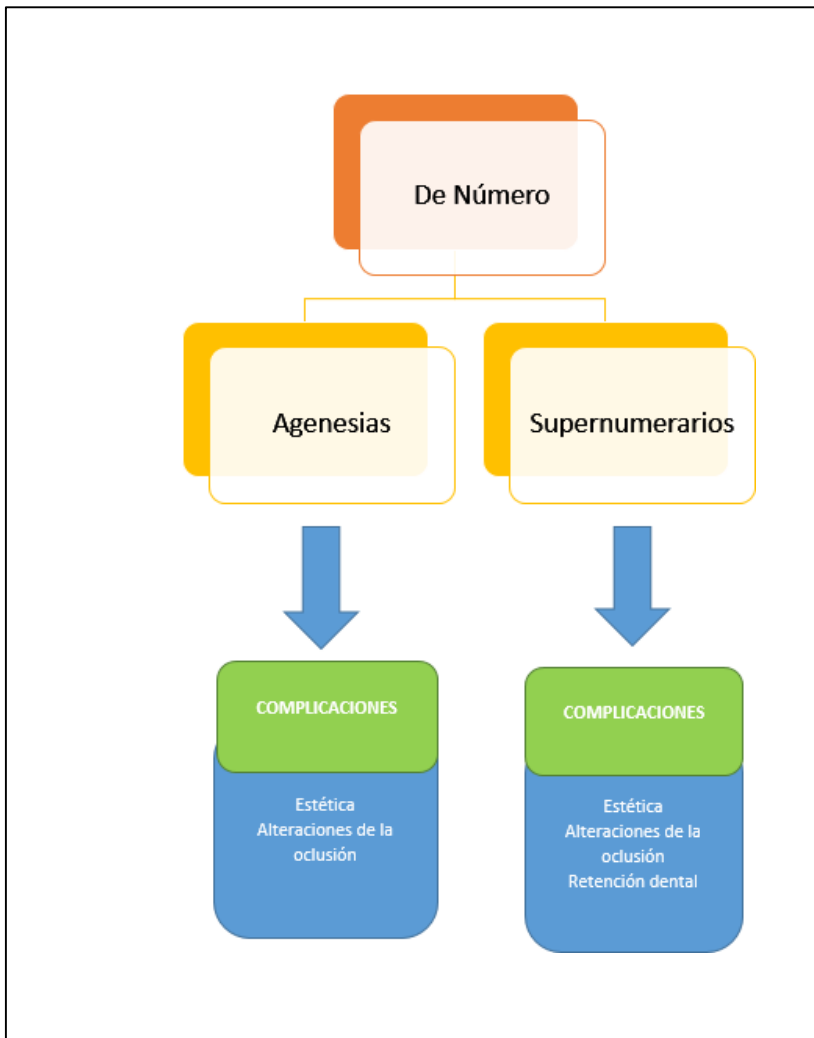 De Número
Agenesias
Supernumerarios
COMPLICACIONES
Estética
Alteraciones de la
oclusión
COMPLICACIONES
Estética
Alteraciones de la
oclusión
Retención dental